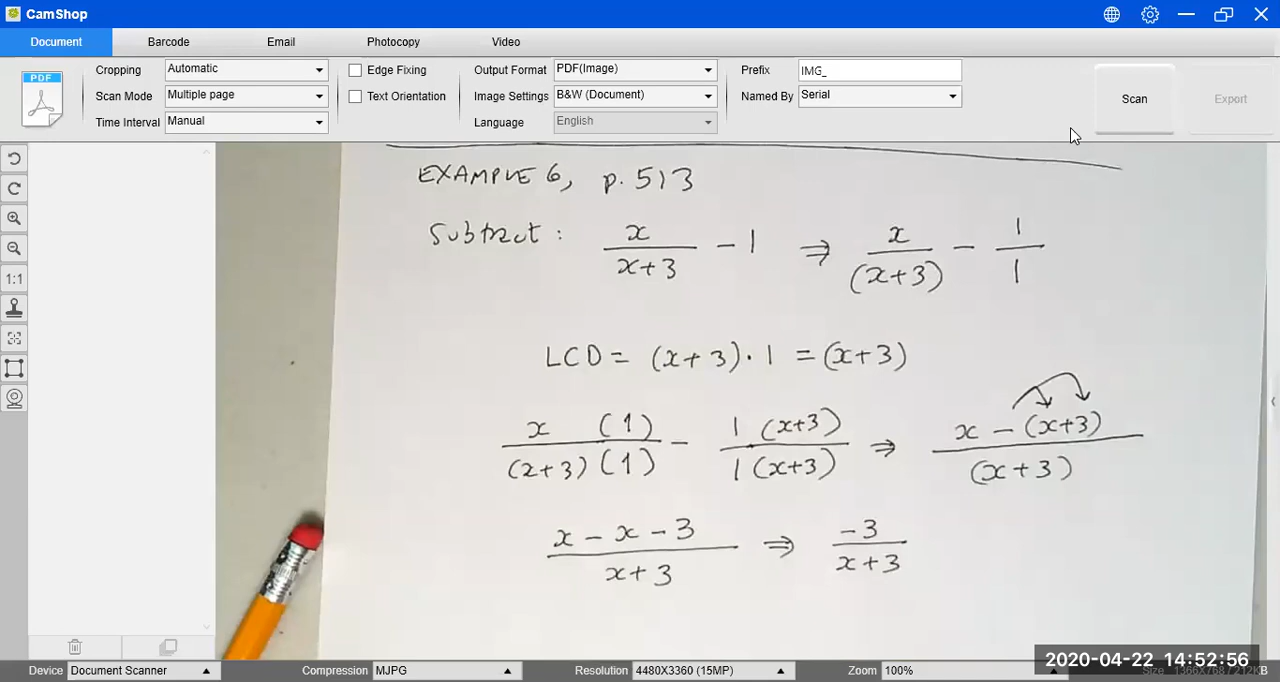 CamShop
Document Barcode Email Photocopy Video
PDF
Cropping Automatic Edge Fixing Output Format PDF(Image) Prefix IMG_
Scan Mode Multiple page Text Orientation Image Settings B&W (Document) Named By Serial
Time Interval Manual Language English
Scan Export
1:1
EXAMPLE 6, p. 513
Subtract : x/(x+3) - 1 ⇒ x/(x+3) - 1/1
LCD = (x+3)·1 = (x+3)
x (1)/(x+3)(1) - 1 (x+3)/1(x+3) ⇒ x - (x+3)/(x+3)
x - x - 3/x+3 ⇒ -3/x+3
Device Document Scanner Compression MJPG Resolution 4480X3360 (15MP) Zoom 100%
2020-04-22 14:52:56